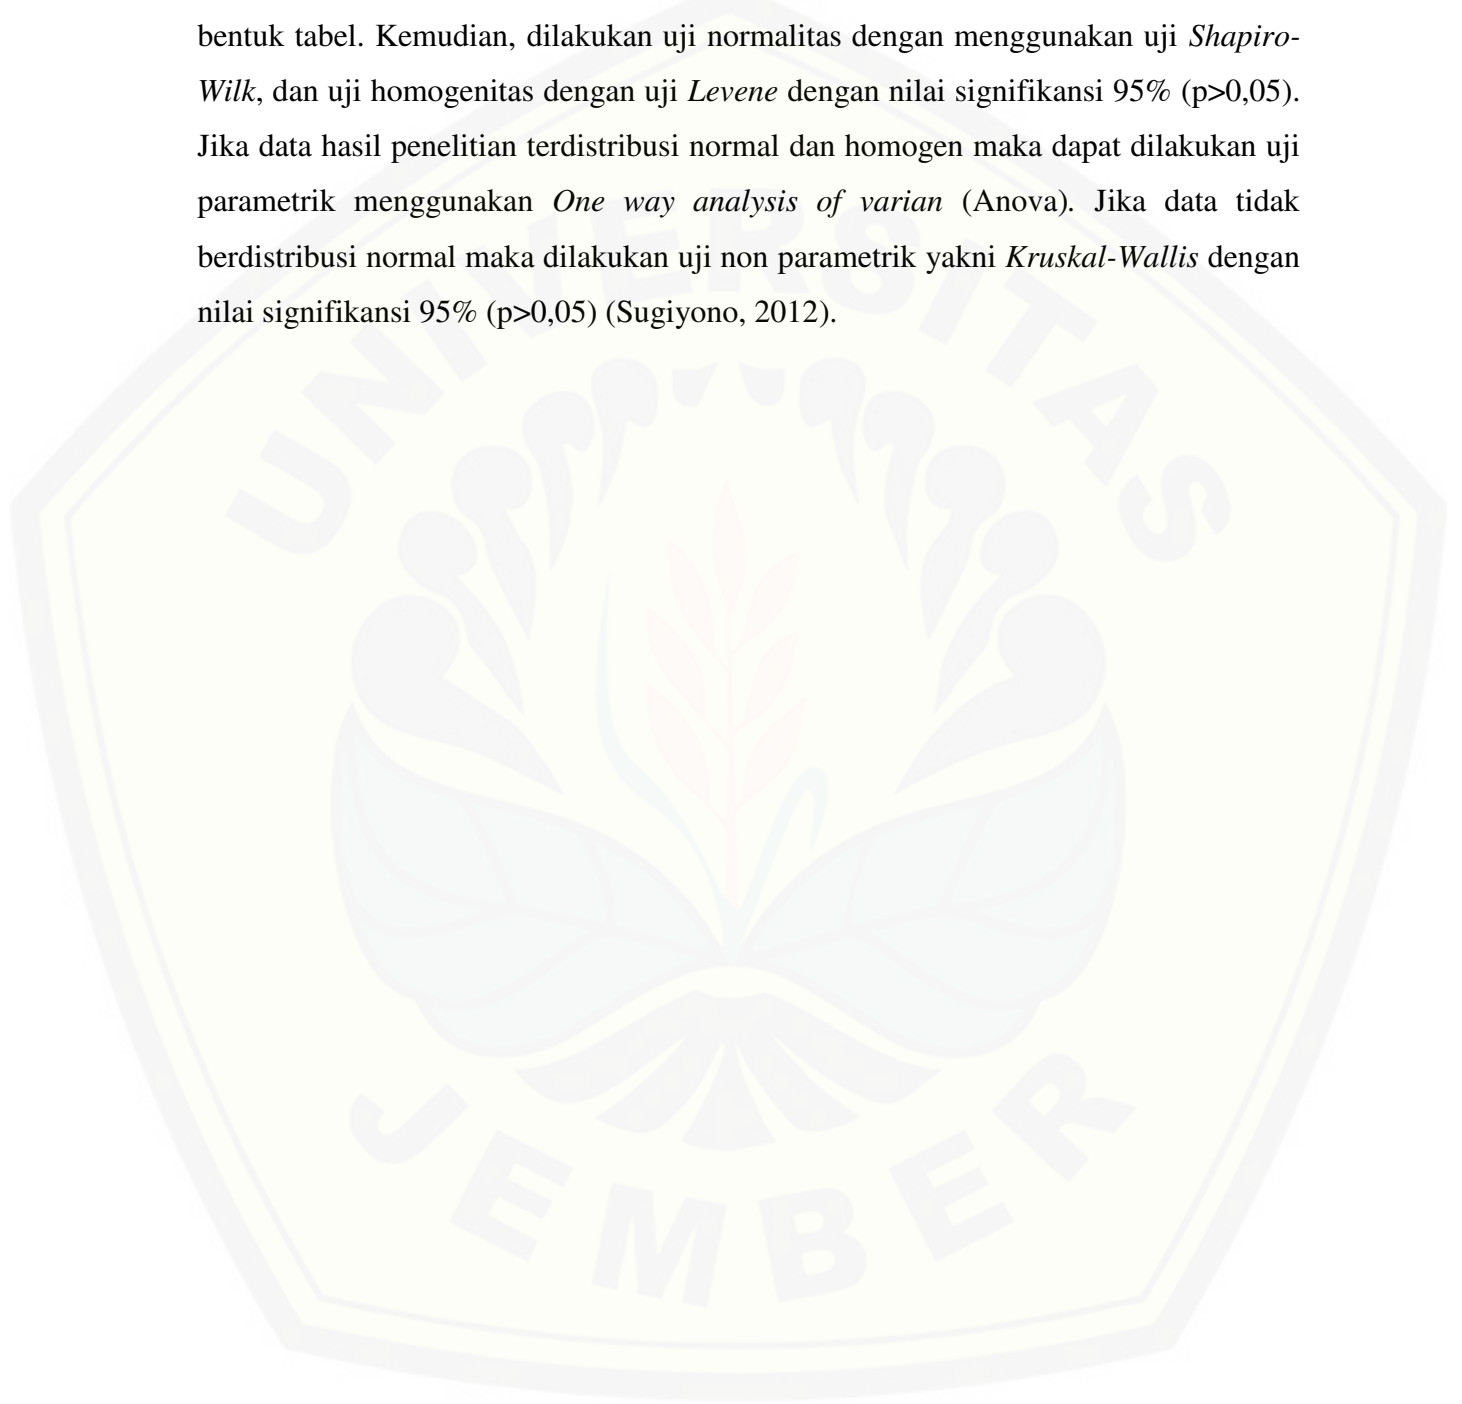 bentuk tabel. Kemudian, dilakukan uji normalitas dengan menggunakan uji Shapiro-
Wilk, dan uji homogenitas dengan uji Levene dengan nilai signifikansi 95% (p>0,05).
Jika data hasil penelitian terdistribusi normal dan homogen maka dapat dilakukan uji
parametrik menggunakan One way analysis of varian (Anova). Jika data tidak
berdistribusi normal maka dilakukan uji non parametrik yakni Kruskal-Wallis dengan
nilai signifikansi 95% (p>0,05) (Sugiyono, 2012).
UNIVERSITAS
JEMBER